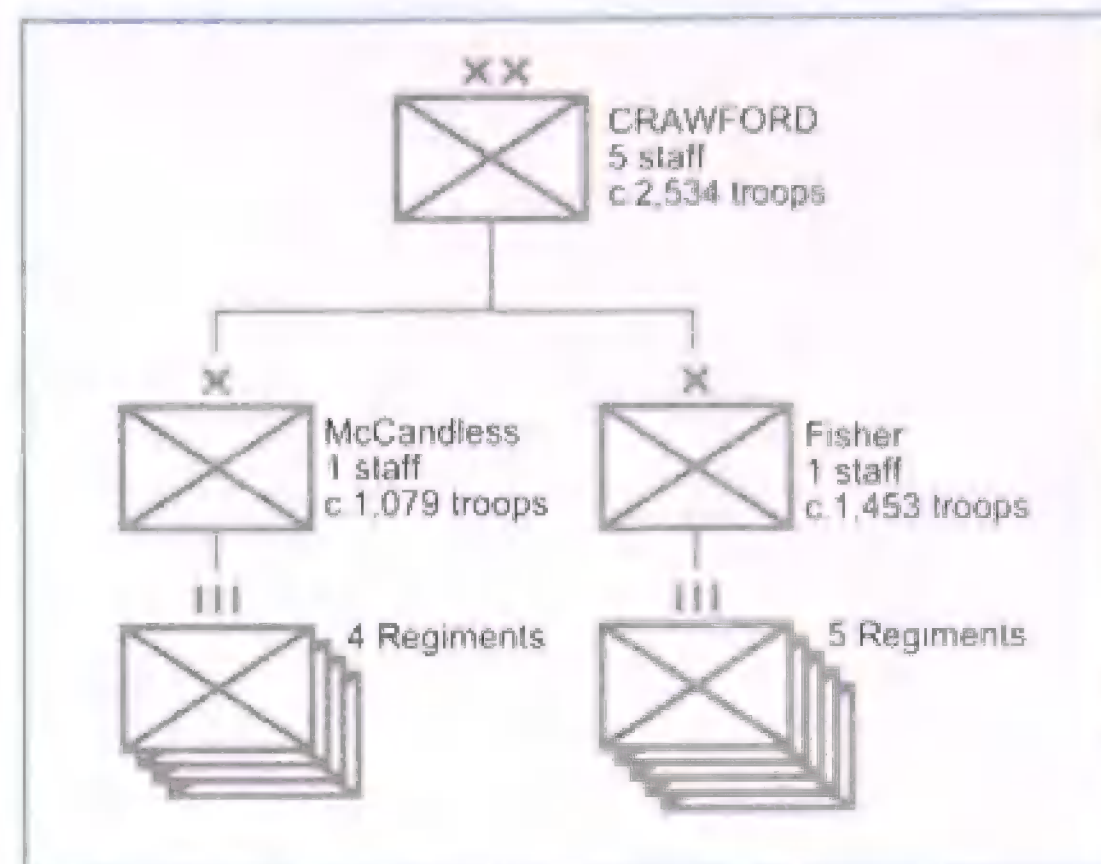 XX
CRAWFORD
5 staff
c.2,534 troops
X
McCandless
1 staff
c.1,079 troops
X
Fisher
1 staff
c.1,453 troops
III
4 Regiments
III
5 Regiments